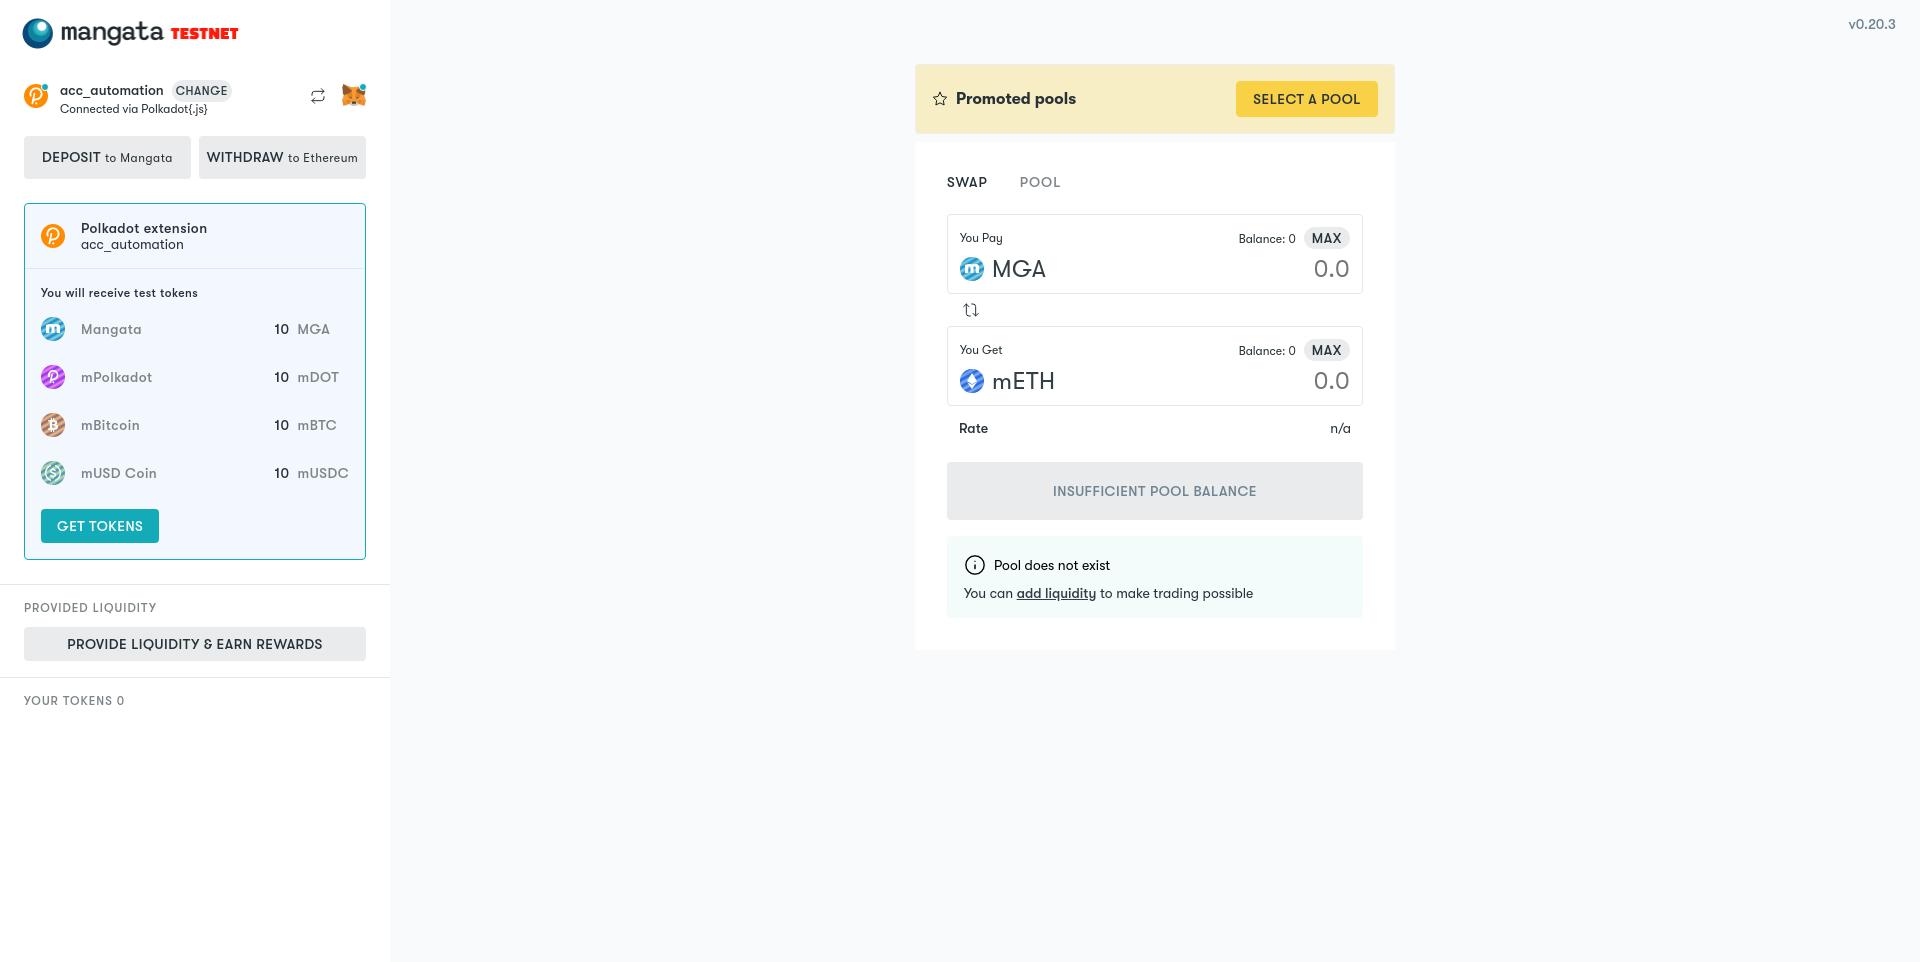 mangata TESTNET
v0.20.3
acc_automation CHANGE
Connected via Polkadot{.js}
DEPOSIT to Mangata
WITHDRAW to Ethereum
Polkadot extension
acc_automation
You will receive test tokens
Mangata 10 MGA
mPolkadot 10 mDOT
mBitcoin 10 mBTC
mUSD Coin 10 mUSDC
GET TOKENS
PROVIDED LIQUIDITY
PROVIDE LIQUIDITY & EARN REWARDS
YOUR TOKENS 0
Promoted pools
SELECT A POOL
SWAP POOL
You Pay Balance: 0 MAX
MGA 0.0
You Get Balance: 0 MAX
mETH 0.0
Rate n/a
INSUFFICIENT POOL BALANCE
Pool does not exist
You can add liquidity to make trading possible